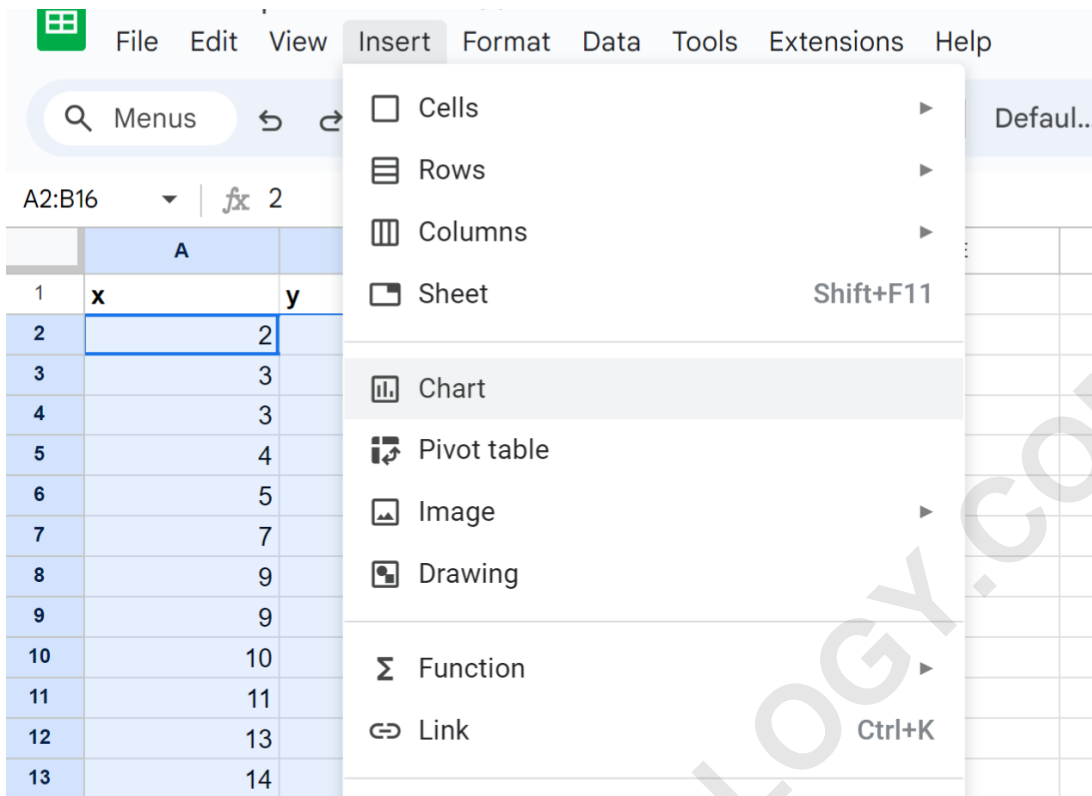 File Edit View Insert Format Data Tools Extensions Help
Menus Defaul...
A2:B16 fx 2
A
1 x y
2 2
3 3
4 3
5 4
6 5
7 7
8 9
9 9
10 10
11 11
12 13
13 14
Cells
Rows
Columns
Sheet Shift+F11
Chart
Pivot table
Image
Drawing
Function
Link Ctrl+K
LOGY.CO